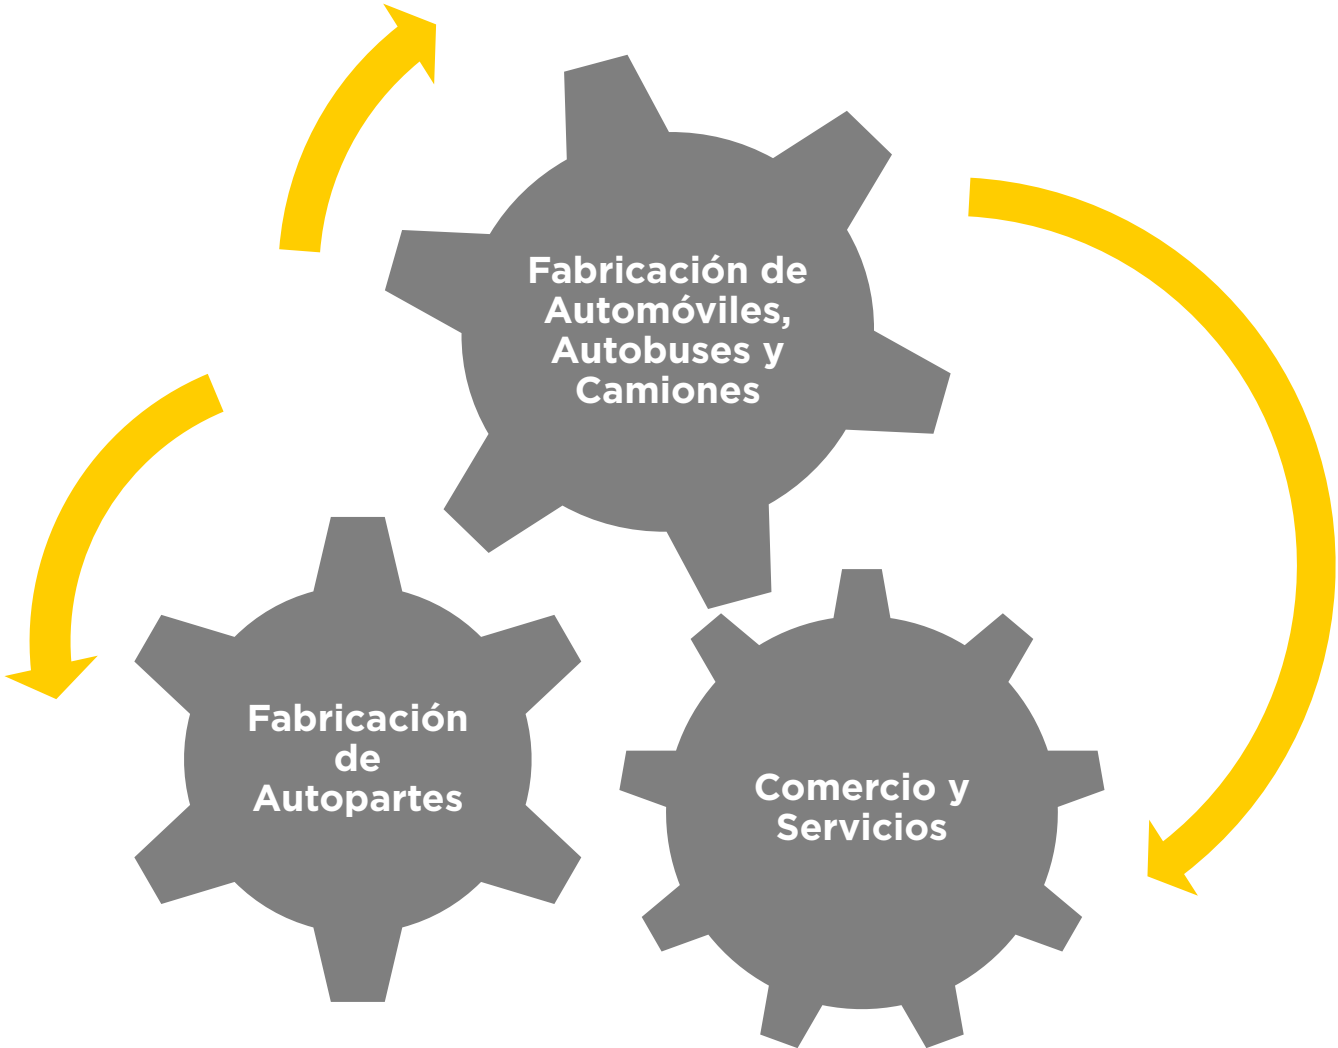 Fabricación de
Automóviles,
Autobuses y
Camiones
Fabricación
de
Autopartes
Comercio y
Servicios